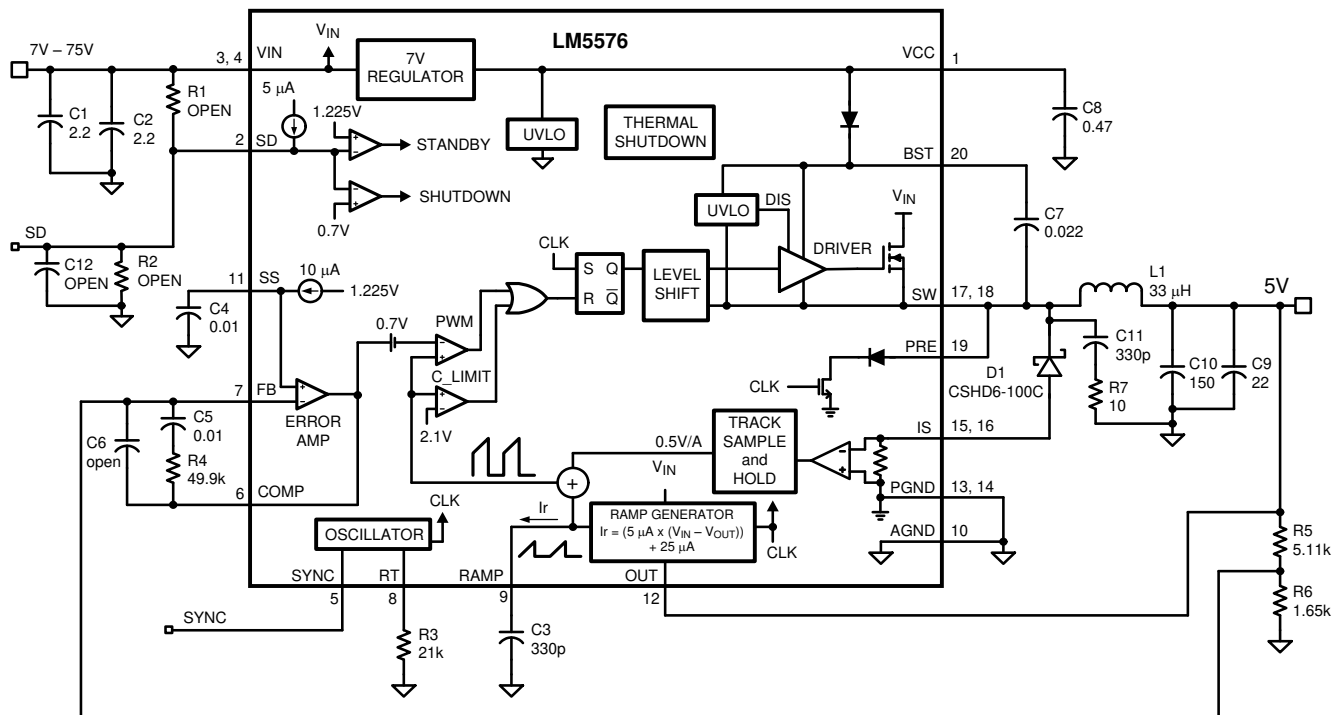 LM5576
7V – 75V
3, 4
VIN
V_IN
7V
REGULATOR
VCC
1
R1
OPEN
C1
2.2
C2
2.2
5 μA
1.225V
2
SD
STANDBY
UVLO
THERMAL
SHUTDOWN
C8
0.47
SHUTDOWN
0.7V
BST
20
UVLO
DIS
V_IN
C7
0.022
SD
C12
OPEN
R2
OPEN
11
SS
10 μA
1.225V
CLK
S Q
R Q̅
LEVEL
SHIFT
DRIVER
SW
17, 18
L1
33 μH
5V
C4
0.01
0.7V
PWM
PRE
19
C11
330p
C10
150
C9
22
7
FB
ERROR
AMP
C_LIMIT
2.1V
CLK
D1
CSHD6-100C
R7
10
C5
0.01
C6
open
R4
49.9k
0.5V/A
TRACK
SAMPLE
and
HOLD
IS
15, 16
V_IN
6
COMP
PGND
13, 14
CLK
OSCILLATOR
Ir
RAMP GENERATOR
Ir = (5 μA x (V_IN – V_OUT))
+ 25 μA
CLK
AGND
10
R5
5.11k
SYNC
RT
RAMP
OUT
5
8
9
12
R6
1.65k
SYNC
R3
21k
C3
330p